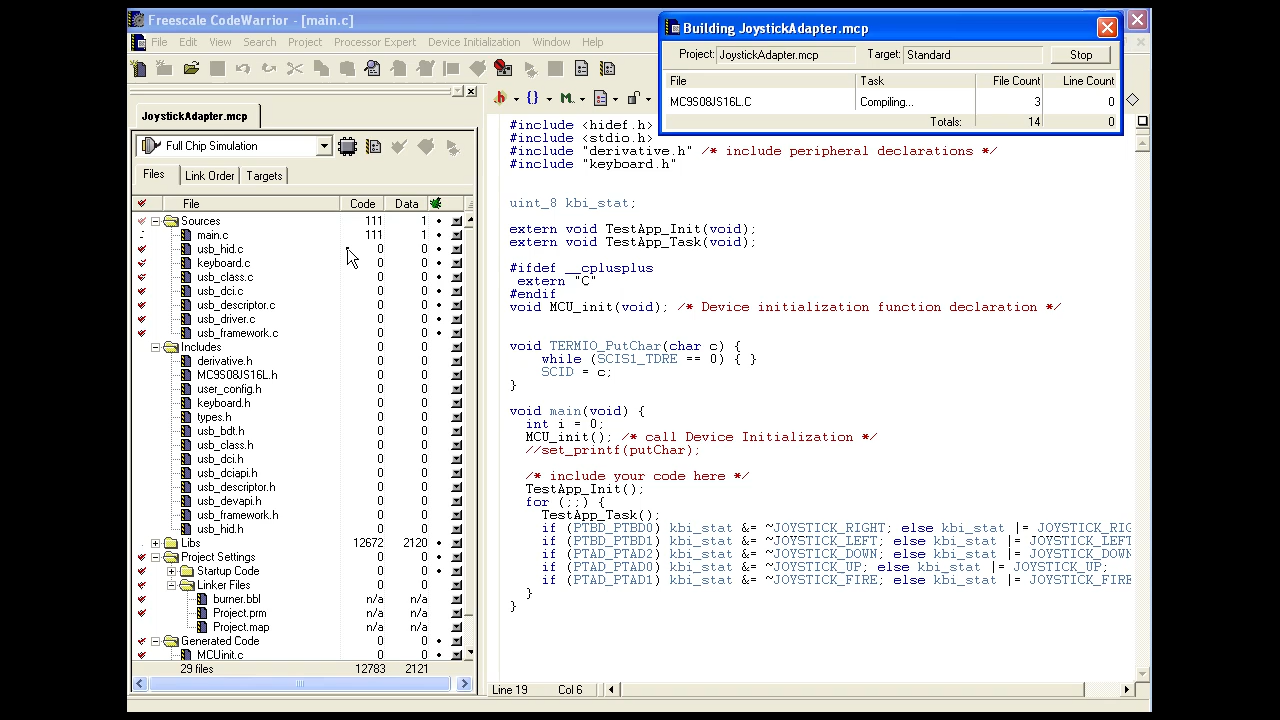 Freescale CodeWarrior - [main.c]
File Edit View Search Project Processor Expert Device Initialization Window Help
Building JoystickAdapter.mcp
Project: JoystickAdapter.mcp Target: Standard Stop
File Task File Count Line Count
MC9S08JS16L.C Compiling... 3 0
Totals: 14 0
JoystickAdapter.mcp
Full Chip Simulation
Files Link Order Targets
File Code Data
Sources 111 1
main.c 111 1
usb_hid.c 0 0
keyboard.c 0 0
usb_class.c 0 0
usb_dci.c 0 0
usb_descriptor.c 0 0
usb_driver.c 0 0
usb_framework.c 0 0
Includes 0 0
derivative.h 0 0
MC9S08JS16L.h 0 0
user_config.h 0 0
keyboard.h 0 0
types.h 0 0
usb_bdt.h 0 0
usb_class.h 0 0
usb_dci.h 0 0
usb_dciapi.h 0 0
usb_descriptor.h 0 0
usb_devapi.h 0 0
usb_framework.h 0 0
usb_hid.h 0 0
Libs 12672 2120
Project Settings 0 0
Startup Code 0 0
Linker Files 0 0
burner.bbl n/a n/a
Project.prm n/a n/a
Project.map n/a n/a
Generated Code 0 0
MCUinit.c 0 0
29 files 12783 2121
h {} M
#include <hidef.h>
#include <stdio.h>
#include "derivative.h" /* include peripheral declarations */
#include "keyboard.h"
uint_8 kbi_stat;
extern void TestApp_Init(void);
extern void TestApp_Task(void);
#ifdef __cplusplus
extern "C"
#endif
void MCU_init(void); /* Device initialization function declaration */
void TERMIO_PutChar(char c) {
while (SCIS1_TDRE == 0) { }
SCID = c;
}
void main(void) {
int i = 0;
MCU_init(); /* call Device Initialization */
//set_printf(putChar);
/* include your code here */
TestApp_Init();
for (;;) {
TestApp_Task();
if (PTBD_PTBD0) kbi_stat &= ~JOYSTICK_RIGHT; else kbi_stat |= JOYSTICK_RIG
if (PTBD_PTBD1) kbi_stat &= ~JOYSTICK_LEFT; else kbi_stat |= JOYSTICK_LEFT
if (PTAD_PTAD2) kbi_stat &= ~JOYSTICK_DOWN; else kbi_stat |= JOYSTICK_DOWN
if (PTAD_PTAD0) kbi_stat &= ~JOYSTICK_UP; else kbi_stat |= JOYSTICK_UP;
if (PTAD_PTAD1) kbi_stat &= ~JOYSTICK_FIRE; else kbi_stat |= JOYSTICK_FIRE
}
}
Line 19 Col 6